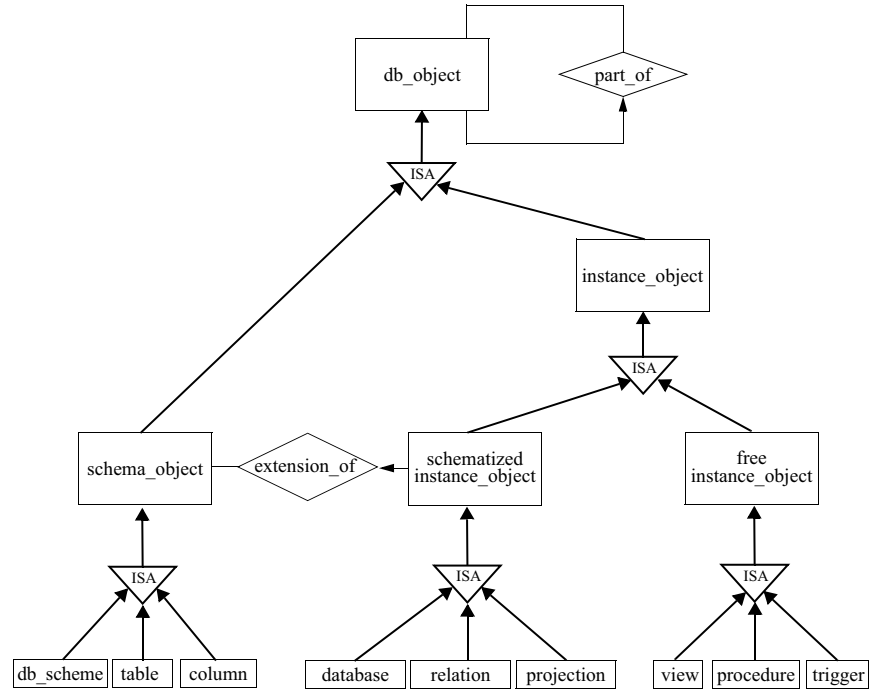 db_object
part_of
ISA
instance_object
ISA
schema_object
extension_of
schematized
instance_object
free
instance_object
ISA
ISA
ISA
db_scheme
table
column
database
relation
projection
view
procedure
trigger